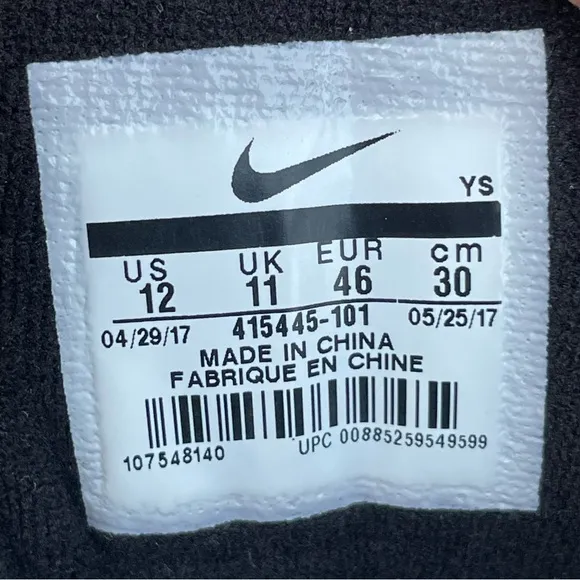 YS
US UK EUR cm
12 11 46 30
04/29/17 415445-101 05/25/17
MADE IN CHINA
FABRIQUE EN CHINE
107548140 UPC 00885259549599